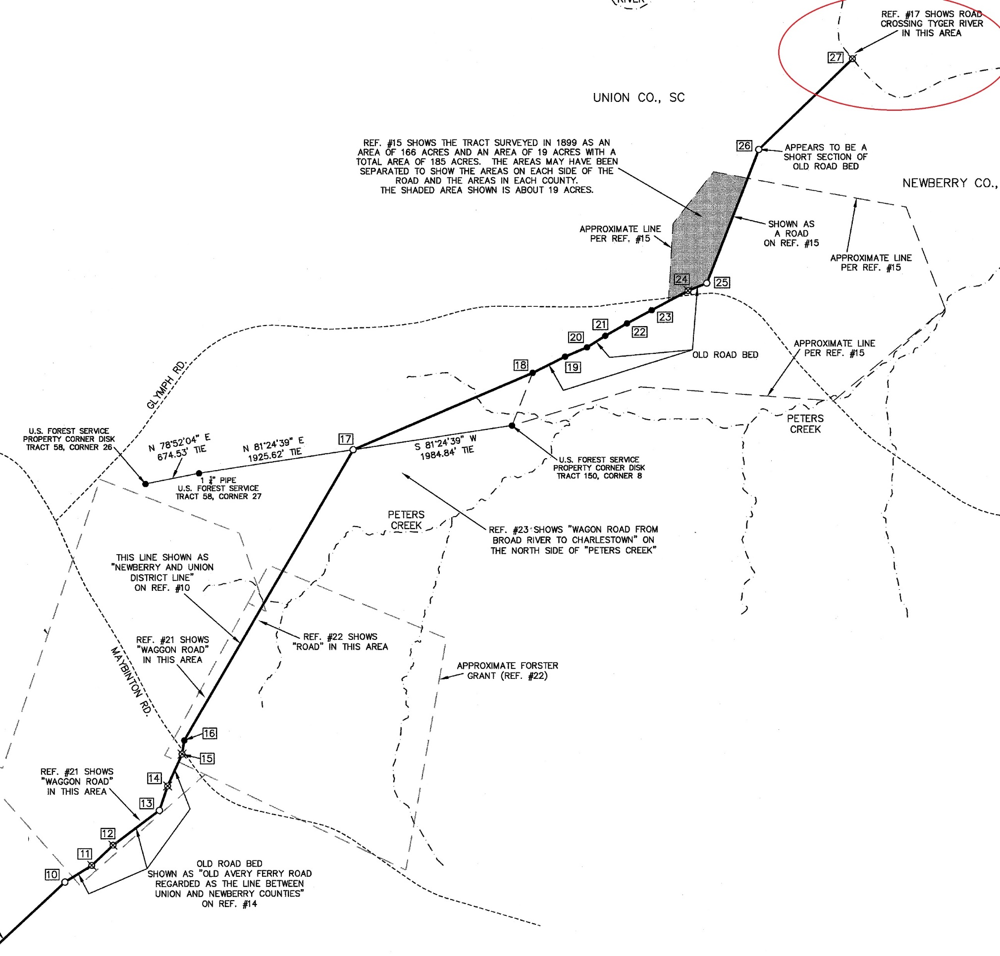 RIVER
REF. #17 SHOWS ROAD
CROSSING TYGER RIVER
IN THIS AREA
27
UNION CO., SC
REF. #15 SHOWS THE TRACT SURVEYED IN 1899 AS AN
AREA OF 166 ACRES AND AN AREA OF 19 ACRES WITH A
TOTAL AREA OF 185 ACRES. THE AREAS MAY HAVE BEEN
SEPARATED TO SHOW THE AREAS ON EACH SIDE OF THE
ROAD AND THE AREAS IN EACH COUNTY.
THE SHADED AREA SHOWN IS ABOUT 19 ACRES.
26
APPEARS TO BE A
SHORT SECTION OF
OLD ROAD BED
NEWBERRY CO.,
APPROXIMATE LINE
PER REF. #15
SHOWN AS
A ROAD
ON REF. #15
APPROXIMATE LINE
PER REF. #15
24
25
23
22
21
20
19
18
OLD ROAD BED
APPROXIMATE LINE
PER REF. #15
GLYMPH RD.
PETERS
CREEK
U.S. FOREST SERVICE
PROPERTY CORNER DISK
TRACT 58, CORNER 26
N 78°52'04" E
674.53' TIE
N 81°24'39" E
1925.62' TIE
17
S 81°24'39" W
1984.84' TIE
U.S. FOREST SERVICE
PROPERTY CORNER DISK
TRACT 150, CORNER 8
1 ¼" PIPE
U.S. FOREST SERVICE
TRACT 58, CORNER 27
PETERS
CREEK
REF. #23 SHOWS "WAGON ROAD FROM
BROAD RIVER TO CHARLESTOWN" ON
THE NORTH SIDE OF "PETERS CREEK"
THIS LINE SHOWN AS
"NEWBERRY AND UNION
DISTRICT LINE"
ON REF. #10
REF. #21 SHOWS
"WAGGON ROAD"
IN THIS AREA
REF. #22 SHOWS
"ROAD" IN THIS AREA
MAYBINTON RD.
APPROXIMATE FORSTER
GRANT (REF. #22)
16
15
14
13
REF. #21 SHOWS
"WAGGON ROAD"
IN THIS AREA
12
11
10
OLD ROAD BED
SHOWN AS "OLD AVERY FERRY ROAD
REGARDED AS THE LINE BETWEEN
UNION AND NEWBERRY COUNTIES"
ON REF. #14